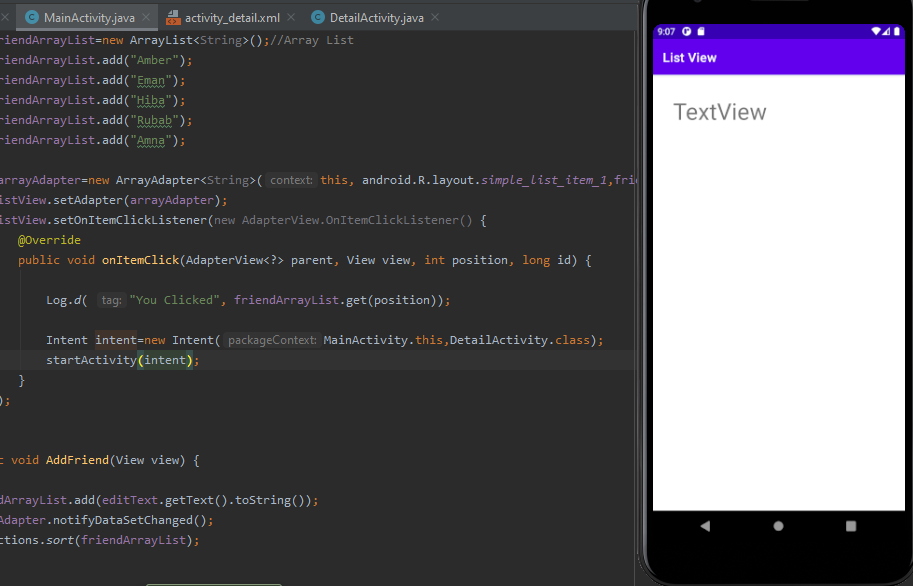 MainActivity.java activity_detail.xml DetailActivity.java
riendArrayList=new ArrayList<String>();//Array List
riendArrayList.add("Amber");
riendArrayList.add("Eman");
riendArrayList.add("Hiba");
riendArrayList.add("Rubab");
riendArrayList.add("Amna");
arrayAdapter=new ArrayAdapter<String>( context: this, android.R.layout.simple_list_item_1,frie
istView.setAdapter(arrayAdapter);
istView.setOnItemClickListener(new AdapterView.OnItemClickListener() {
@Override
public void onItemClick(AdapterView<?> parent, View view, int position, long id) {
Log.d( tag: "You Clicked", friendArrayList.get(position));
Intent intent=new Intent( packageContext: MainActivity.this,DetailActivity.class);
startActivity(intent);
}
);
c void AddFriend(View view) {
dArrayList.add(editText.getText().toString());
Adapter.notifyDataSetChanged();
ctions.sort(friendArrayList);
9:07
List View
TextView